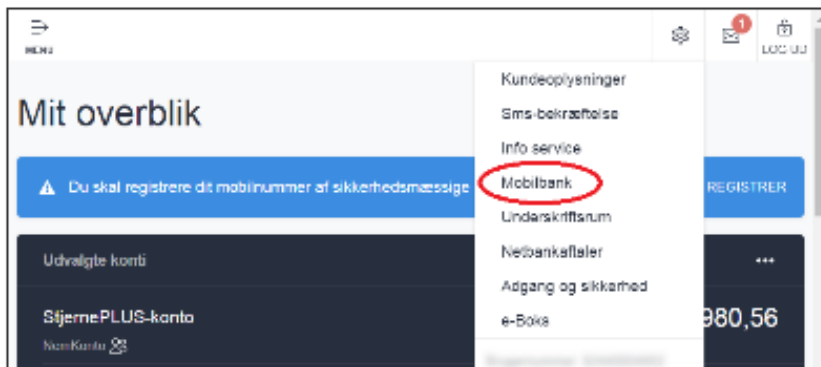 MENU
1
LOG UD
Mit overblik
Kundeoplysninger
Sms-bekræftelse
Info service
Mobilbank
Underskriftsrum
Netbankaftaler
Adgang og sikkerhed
e-Boks
Du skal registrere dit mobilnummer af sikkerhedsmæssige
REGISTRER
Udvalgte konti
StjernePLUS-konto
980,56
NemKonto